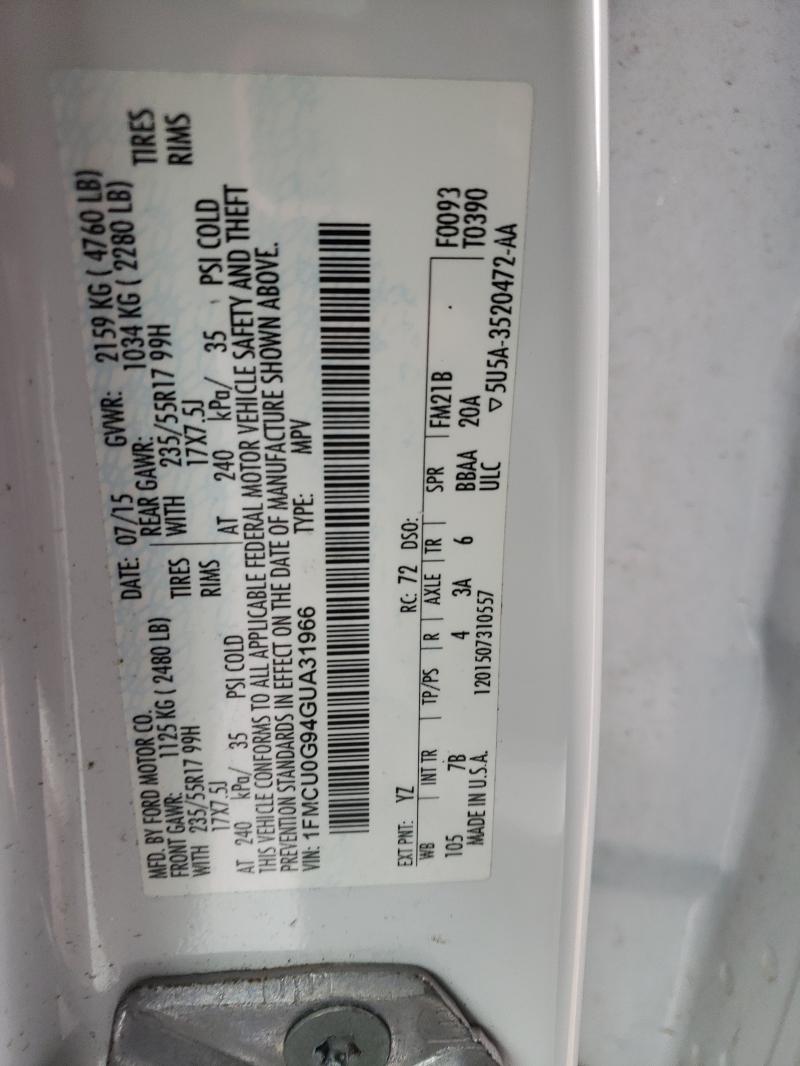 MFD. BY FORD MOTOR CO.
DATE: 07/15 GVWR: 2159 KG ( 4760 LB)
FRONT GAWR: 1125 KG ( 2480 LB) REAR GAWR: 1034 KG ( 2280 LB)
WITH 235/55R17 99H TIRES WITH 235/55R17 99H TIRES
17X7.5J RIMS 17X7.5J RIMS
AT 240 kPa/ 35 PSI COLD AT 240 kPa/ 35 PSI COLD
THIS VEHICLE CONFORMS TO ALL APPLICABLE FEDERAL MOTOR VEHICLE SAFETY AND THEFT
PREVENTION STANDARDS IN EFFECT ON THE DATE OF MANUFACTURE SHOWN ABOVE.
VIN: 1FMCU0G94GUA31966 TYPE: MPV
EXT PNT: YZ RC: 72 DSO: F0093
WB INT TR TP/PS R AXLE TR SPR FM21B T0390
105 7B 4 3A 6 BBAA 20A
MADE IN U.S.A. 1201507310557 ULC ▽5U5A-3520472-AA